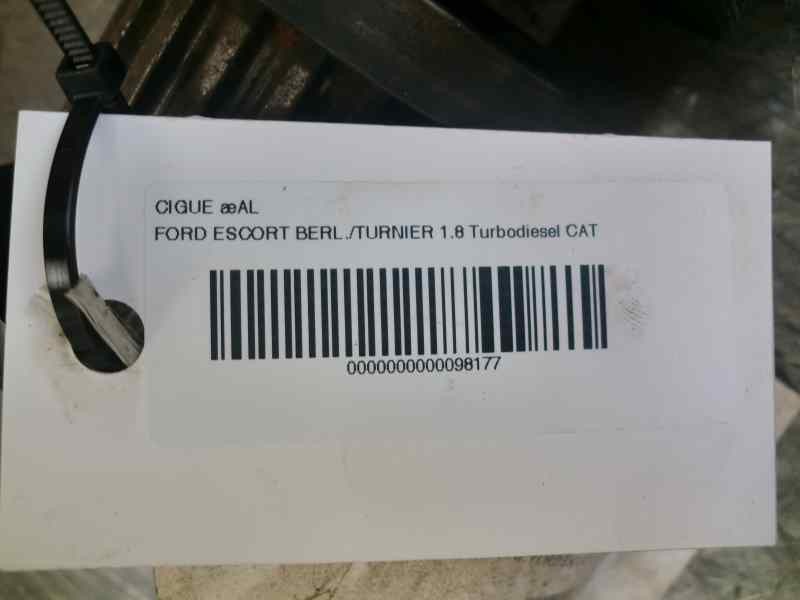 CIGUE æAL
FORD ESCORT BERL./TURNIER 1.8 Turbodiesel CAT
0000000000098177